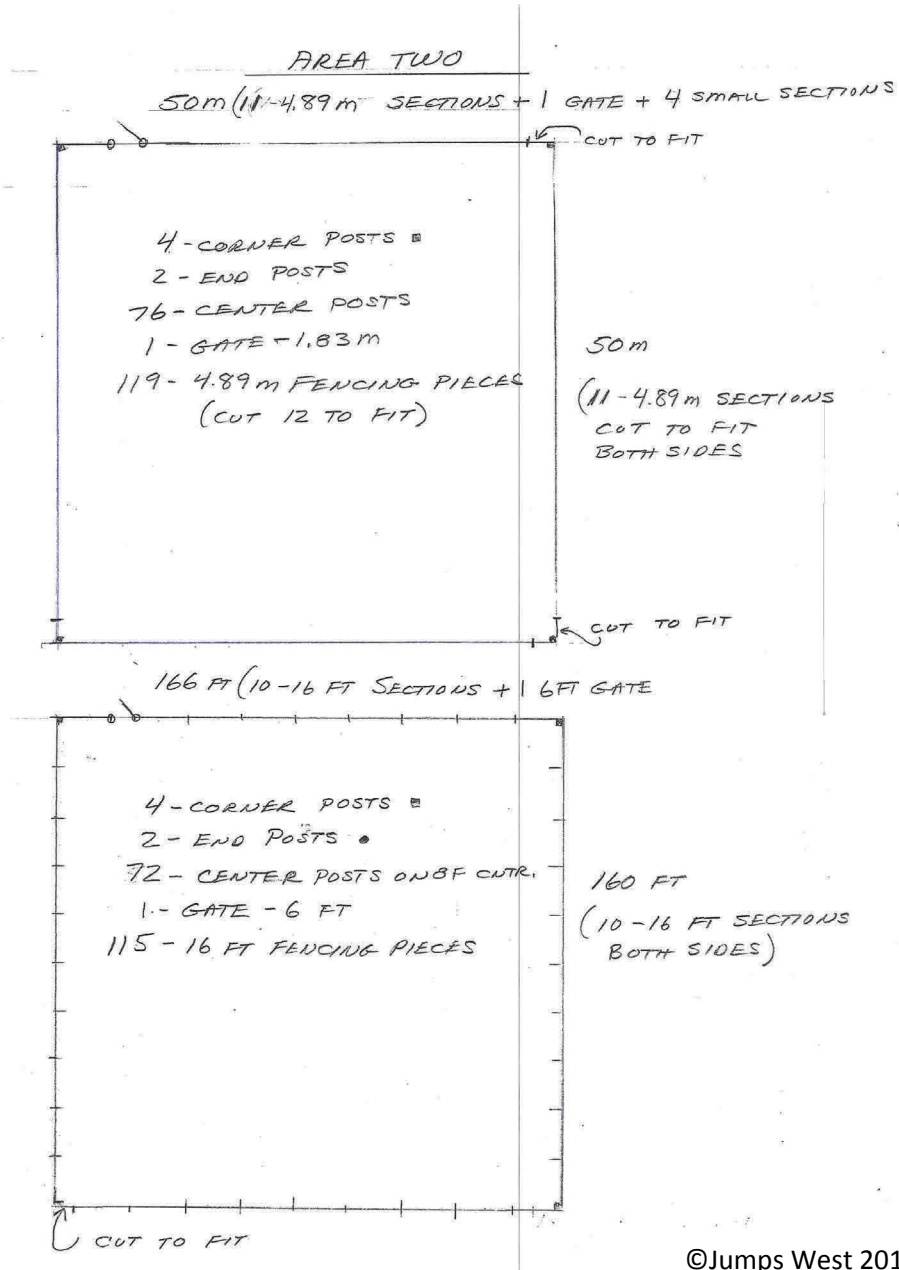 AREA TWO
50m (11-4.89m SECTIONS + 1 GATE + 4 SMALL SECTIONS
CUT TO FIT
4-CORNER POSTS
2 - END POSTS
76-CENTER POSTS
1 - GATE - 1.83m
119- 4.89m FENCING PIECES
(CUT 12 TO FIT)
50m
(11-4.89m SECTIONS
CUT TO FIT
BOTH SIDES
CUT TO FIT
166 FT (10-16 FT SECTIONS + 1 6FT GATE
4-CORNER POSTS
2- END POSTS
72- CENTER POSTS ON 8F CNTR.
1.- GATE - 6 FT
115-16 FT FENCING PIECES
160 FT
(10-16 FT SECTIONS
BOTH SIDES)
CUT TO FIT
©Jumps West 201